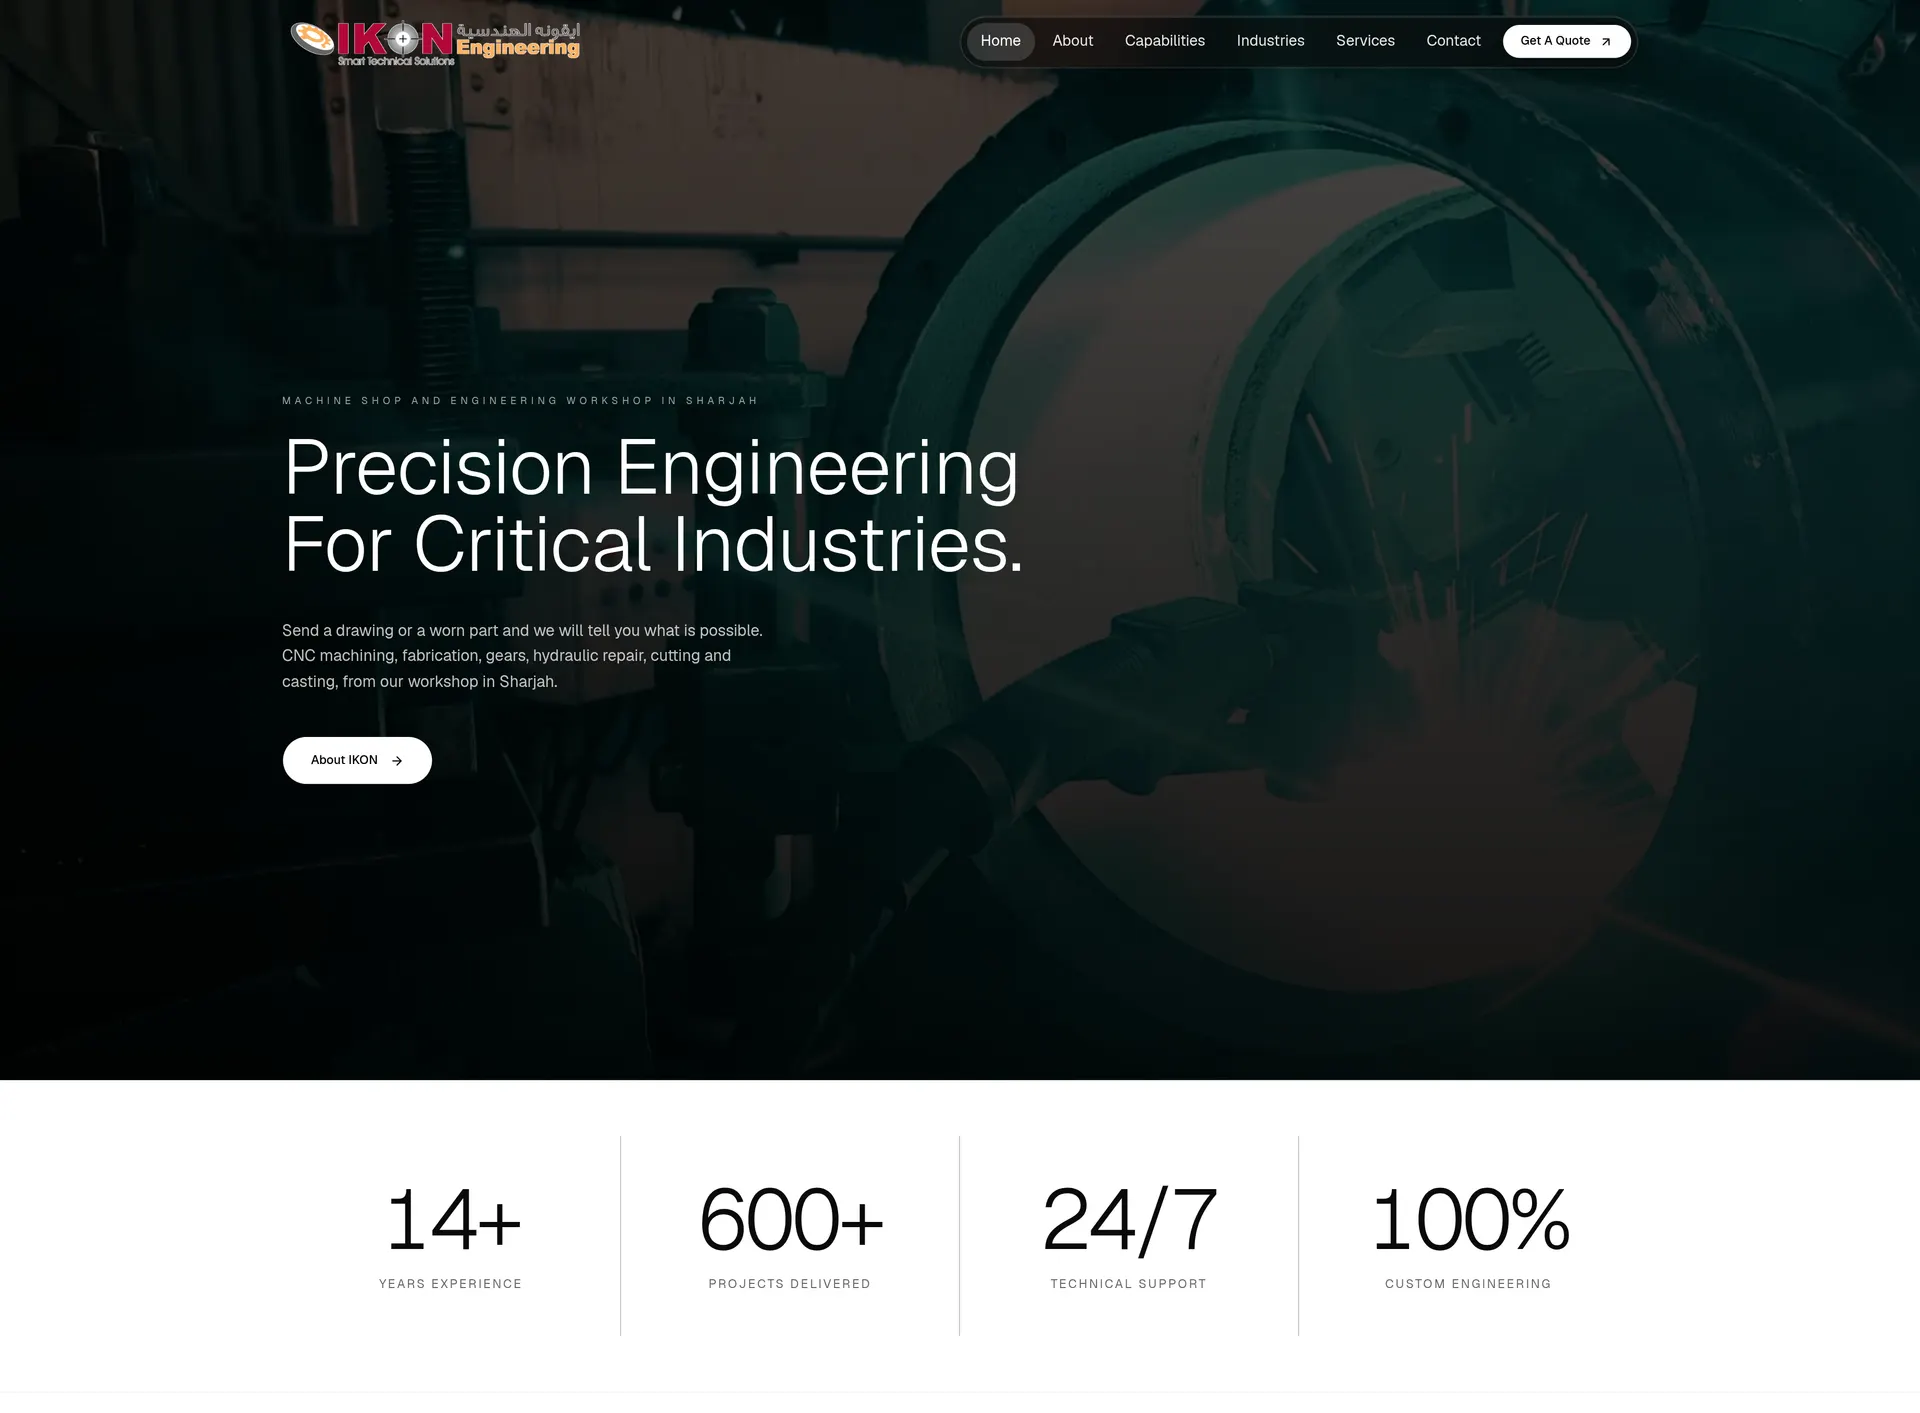 IKON
ايقونه الهندسية
Engineering
Smart Technical Solutions
Home
About
Capabilities
Industries
Services
Contact
Get A Quote
MACHINE SHOP AND ENGINEERING WORKSHOP IN SHARJAH
Precision Engineering
For Critical Industries.
Send a drawing or a worn part and we will tell you what is possible.
CNC machining, fabrication, gears, hydraulic repair, cutting and
casting, from our workshop in Sharjah.
About IKON
14+
YEARS EXPERIENCE
600+
PROJECTS DELIVERED
24/7
TECHNICAL SUPPORT
100%
CUSTOM ENGINEERING